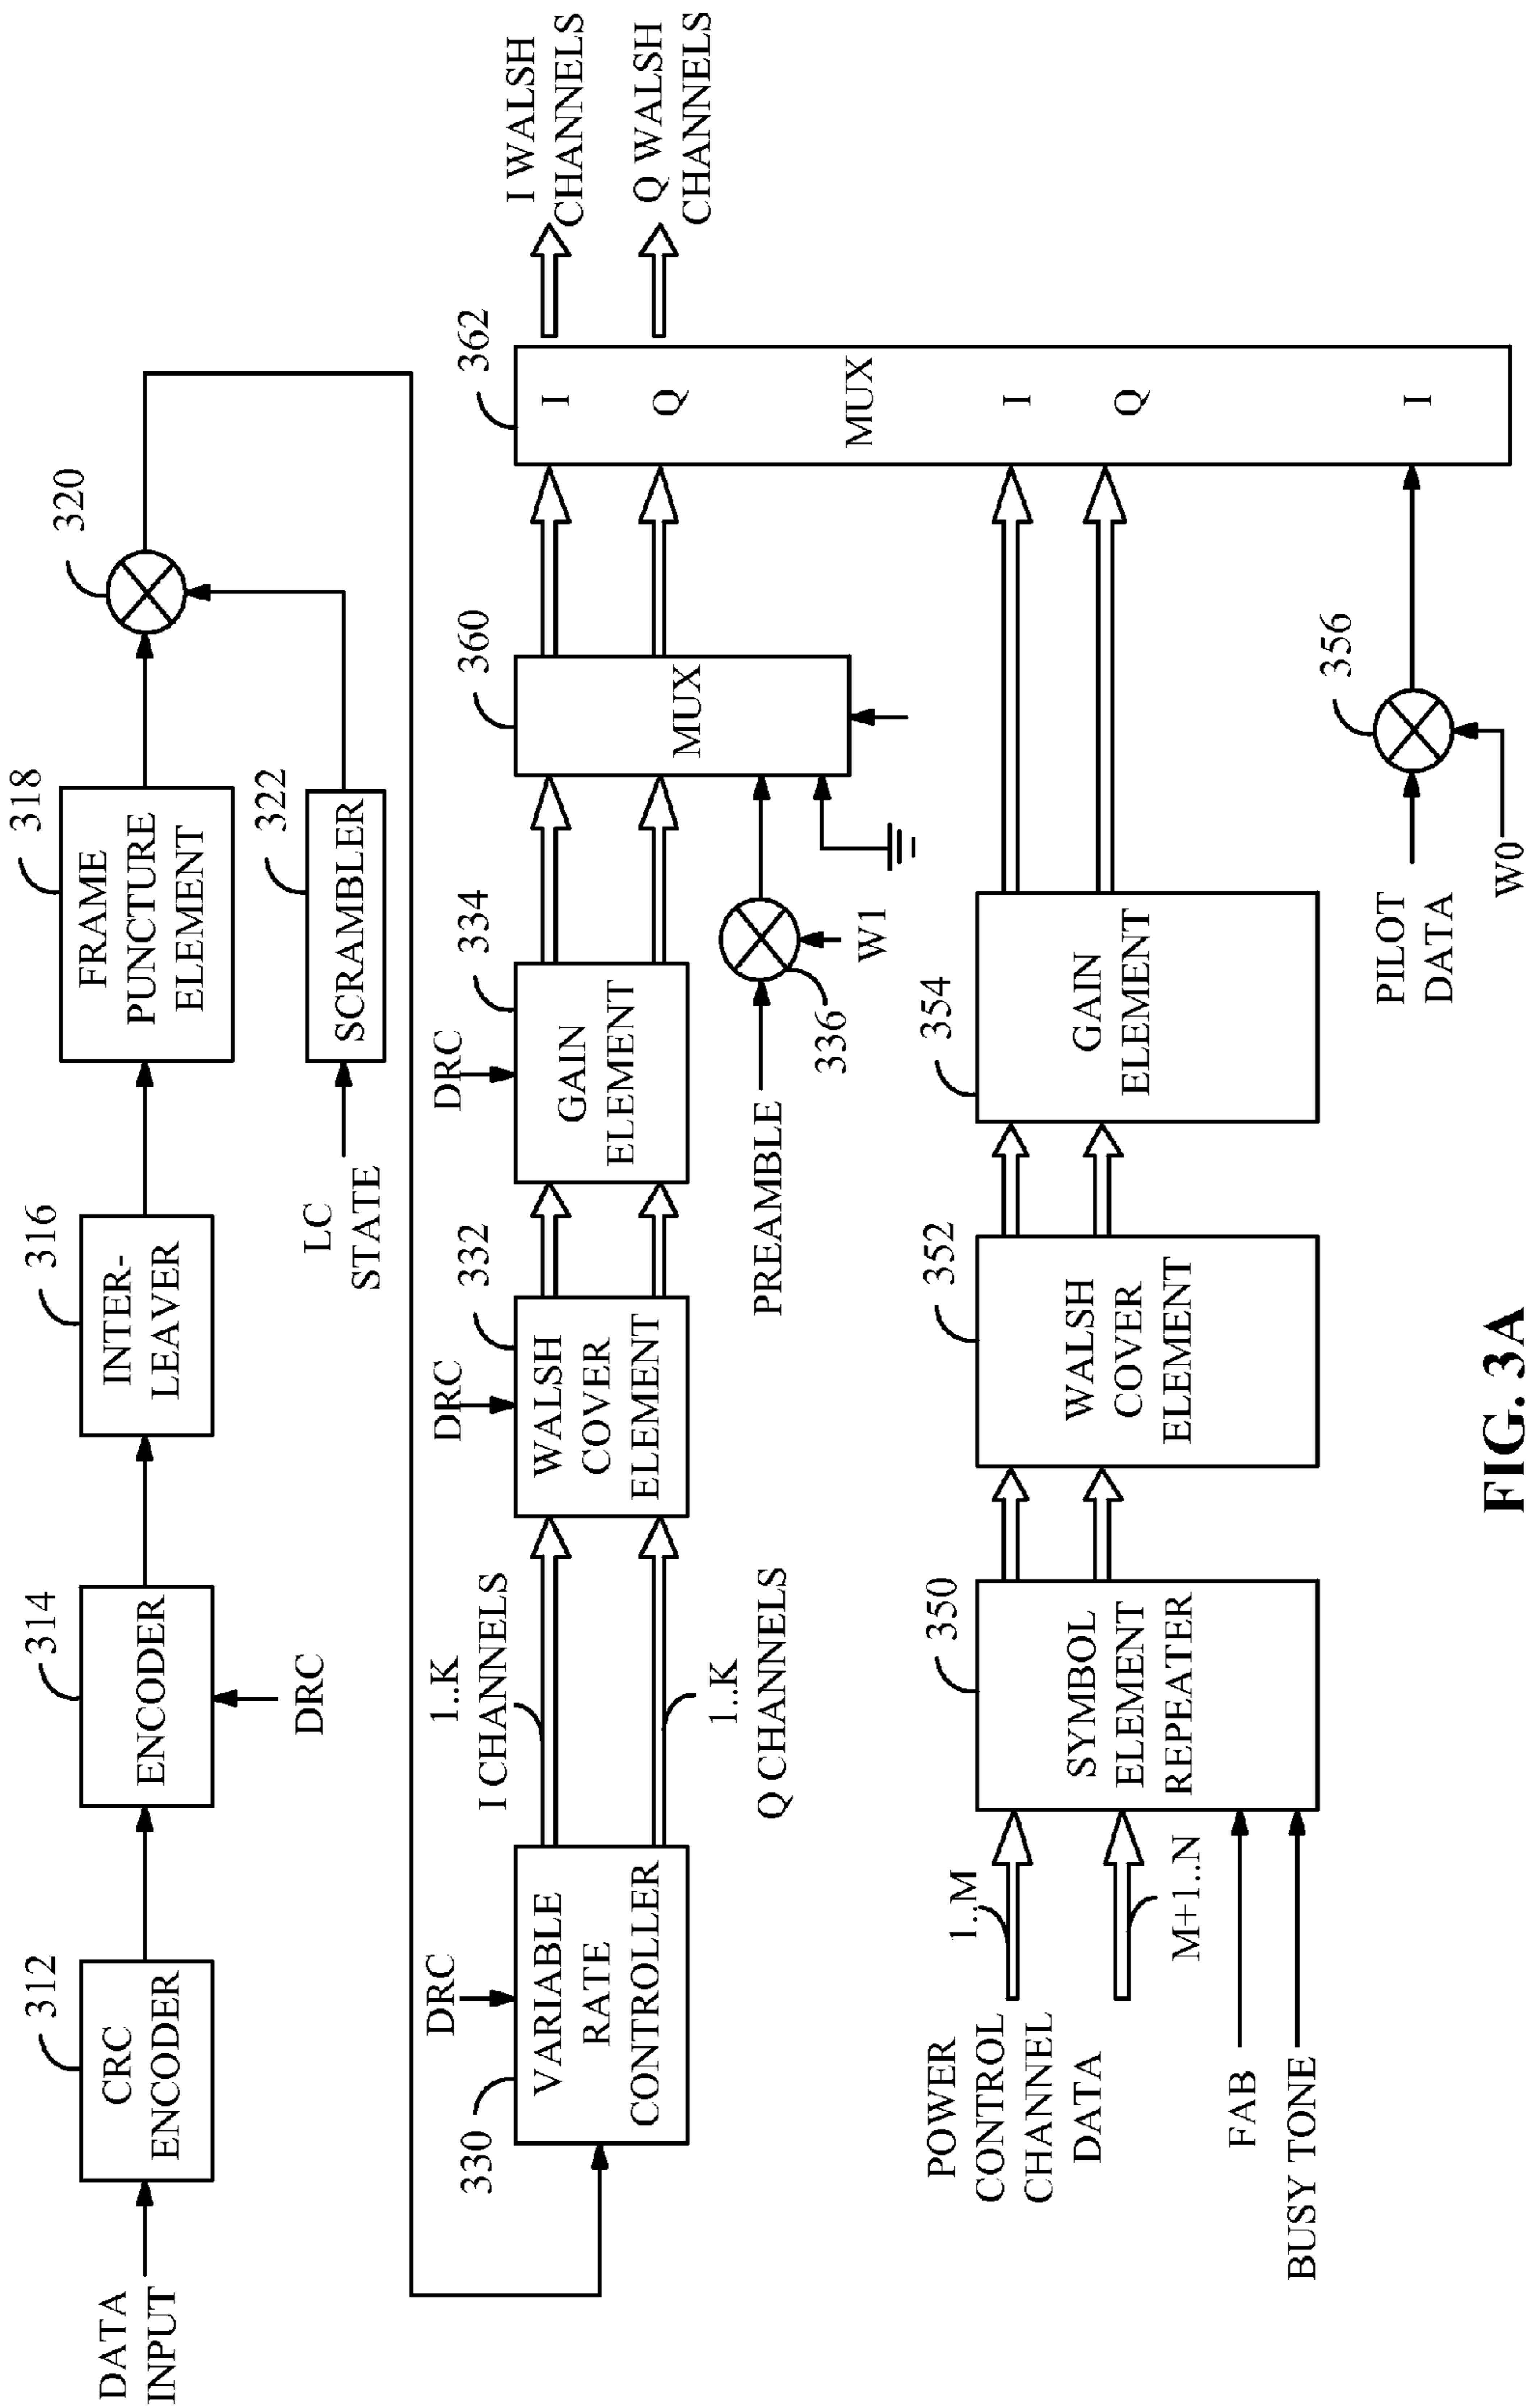 DATA
INPUT
312
CRC
ENCODER
314
ENCODER
DRC
316
INTER-
LEAVER
318
FRAME
PUNCTURE
ELEMENT
320
LC
STATE
322
SCRAMBLER
330
DRC
VARIABLE
RATE
CONTROLLER
1..K
I CHANNELS
1..K
Q CHANNELS
332
DRC
WALSH
COVER
ELEMENT
334
DRC
GAIN
ELEMENT
PREAMBLE
336
W1
360
MUX
362
I
Q
MUX
I
Q
I
I WALSH
CHANNELS
Q WALSH
CHANNELS
POWER
CONTROL
CHANNEL
DATA
1..M
M+1..N
FAB
BUSY TONE
350
SYMBOL
ELEMENT
REPEATER
352
WALSH
COVER
ELEMENT
354
GAIN
ELEMENT
PILOT
DATA
356
W0
FIG. 3A